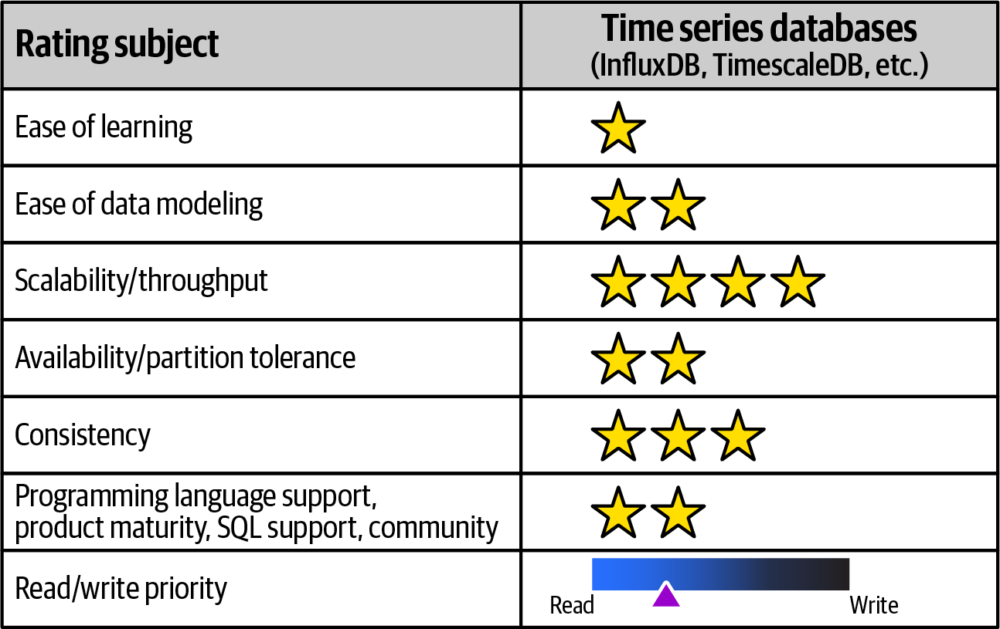 Rating subject
Time series databases
(InfluxDB, TimescaleDB, etc.)
Ease of learning
Ease of data modeling
Scalability/throughput
Availability/partition tolerance
Consistency
Programming language support,
product maturity, SQL support, community
Read/write priority
Read
Write